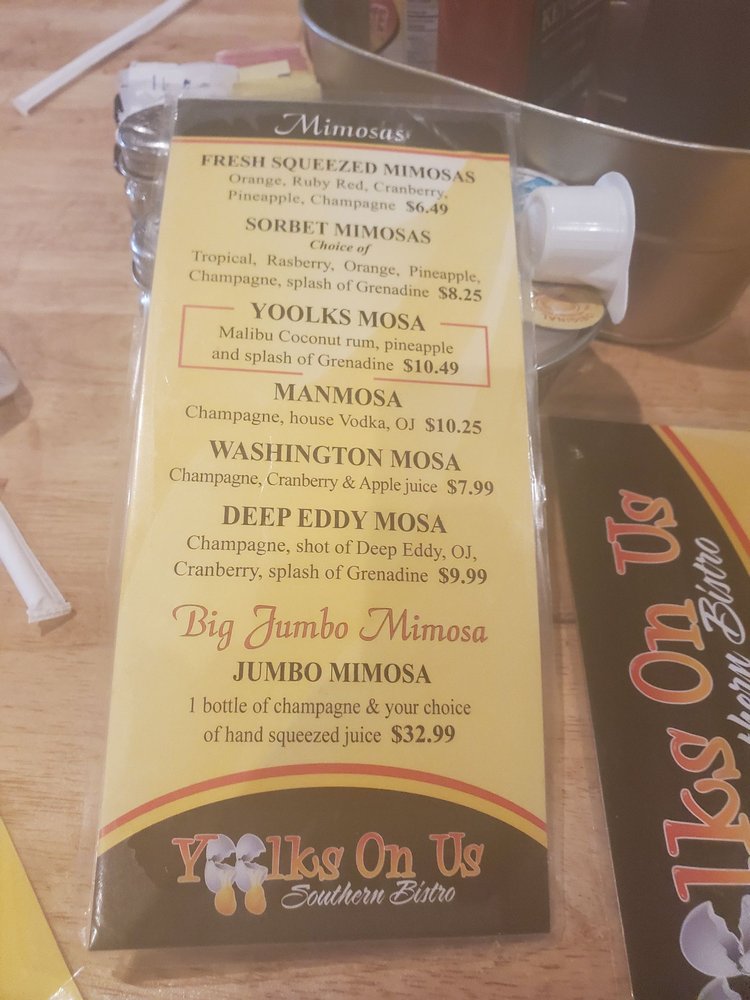 Mimosas
FRESH SQUEEZED MIMOSAS
Orange, Ruby Red, Cranberry,
Pineapple, Champagne $6.49
SORBET MIMOSAS
Choice of
Tropical, Rasberry, Orange, Pineapple,
Champagne, splash of Grenadine $8.25
YOOLKS MOSA
Malibu Coconut rum, pineapple
and splash of Grenadine $10.49
MANMOSA
Champagne, house Vodka, OJ $10.25
WASHINGTON MOSA
Champagne, Cranberry & Apple juice $7.99
DEEP EDDY MOSA
Champagne, shot of Deep Eddy, OJ,
Cranberry, splash of Grenadine $9.99
Big Jumbo Mimosa
JUMBO MIMOSA
1 bottle of champagne & your choice
of hand squeezed juice $32.99
Yoolks On Us
Southern Bistro
lks On Us
hern Bistro